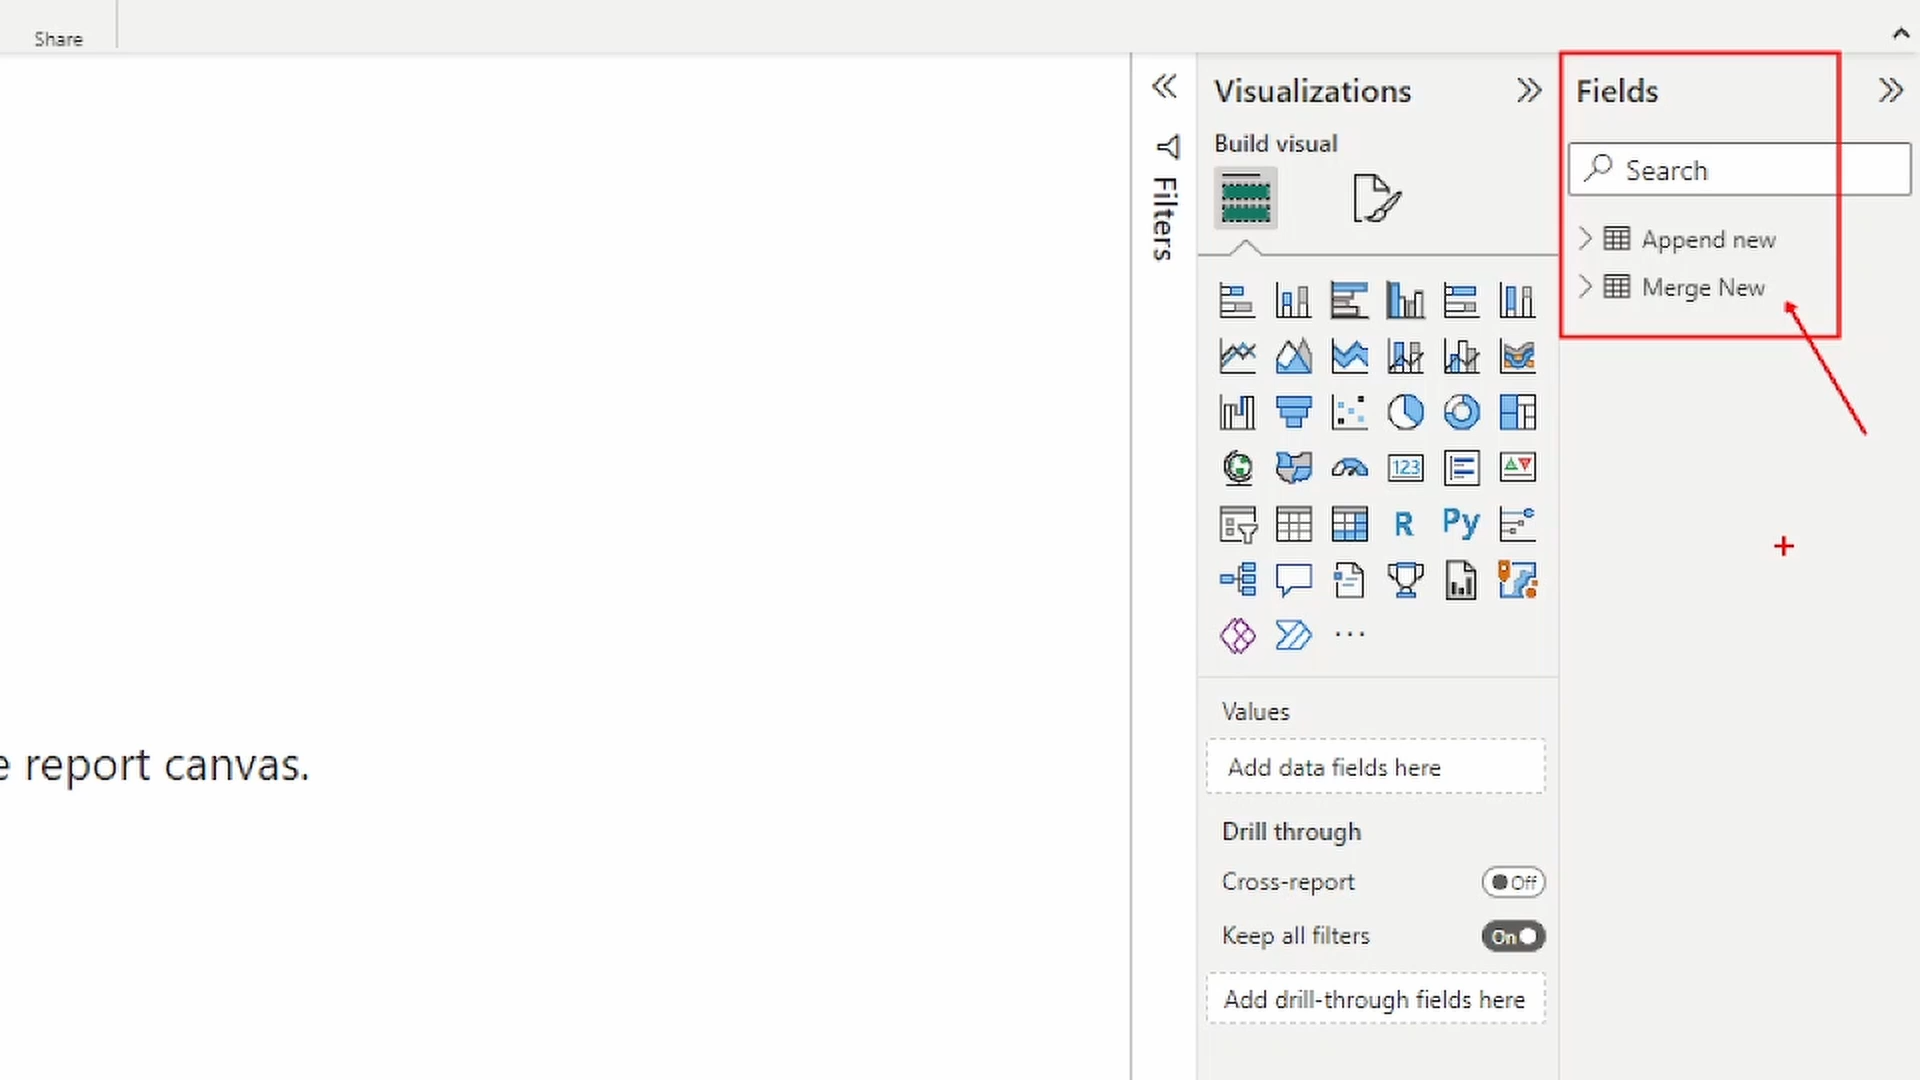 Share
e report canvas.
Filters
Visualizations
Build visual
123
R
Py
Values
Add data fields here
Drill through
Cross-report
Off
Keep all filters
On
Add drill-through fields here
Fields
Search
Append new
Merge New